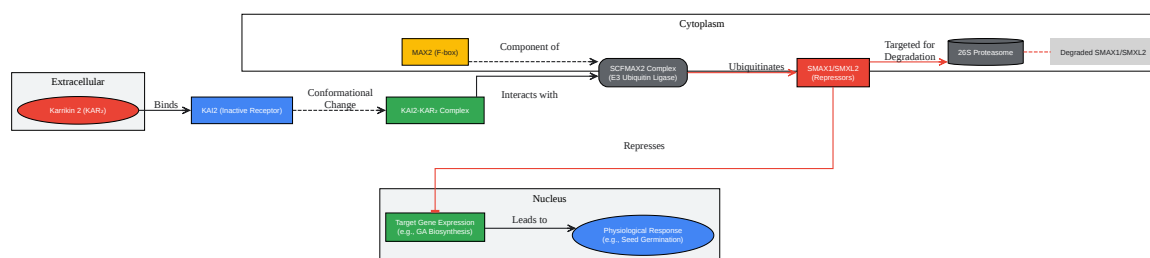 Cytoplasm
MAX2 (F-box)
Component of
SCFMAX2 Complex
(E3 Ubiquitin Ligase)
Ubiquitinates
SMAX1/SMXL2
(Repressors)
Targeted for
Degradation
26S Proteasome
Degraded SMAX1/SMXL2
Extracellular
Karrikin 2 (KAR₂)
Binds
KAI2 (Inactive Receptor)
Conformational
Change
KAI2-KAR₂ Complex
Interacts with
Represses
Nucleus
Target Gene Expression
(e.g., GA Biosynthesis)
Leads to
Physiological Response
(e.g., Seed Germination)